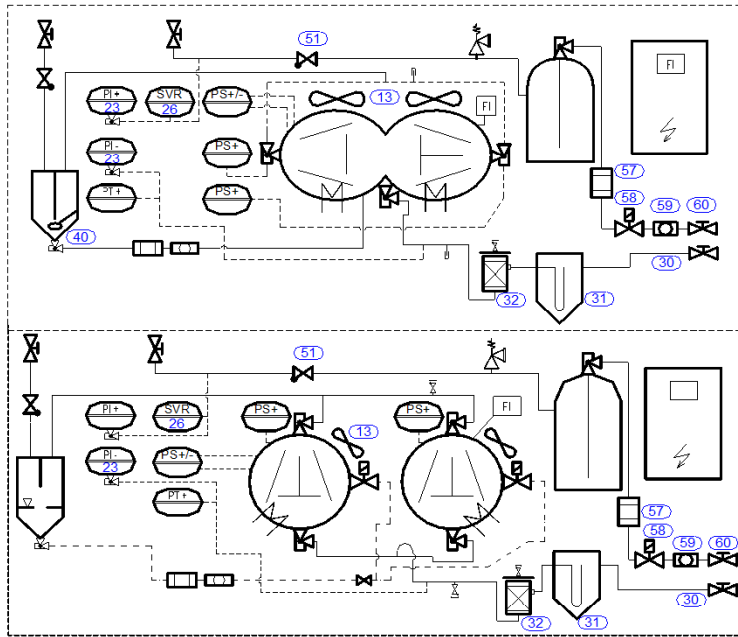 51
PI+
23
SVR
26
PS+/-
13
FI
FI
PI -
23
PS+
PT+
PS+
57
58
59
60
40
30
32
31
51
PI+
SVR
26
PS+
13
PS+
FI
PI -
23
PS+/-
PT+
57
58
59
60
30
32
31